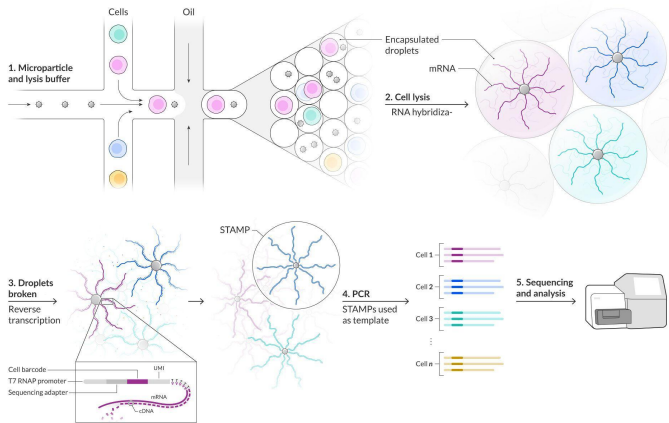 Cells
Oil
1. Microparticle
and lysis buffer
Encapsulated
droplets
mRNA
2. Cell lysis
RNA hybridiza-
3. Droplets
broken
Reverse
transcription
STAMP
4. PCR
STAMPs used
as template
Cell 1
Cell 2
Cell 3
Cell n
5. Sequencing
and analysis
Cell barcode
UMI
T7 RNAP promoter
Sequencing adapter
mRNA
cDNA